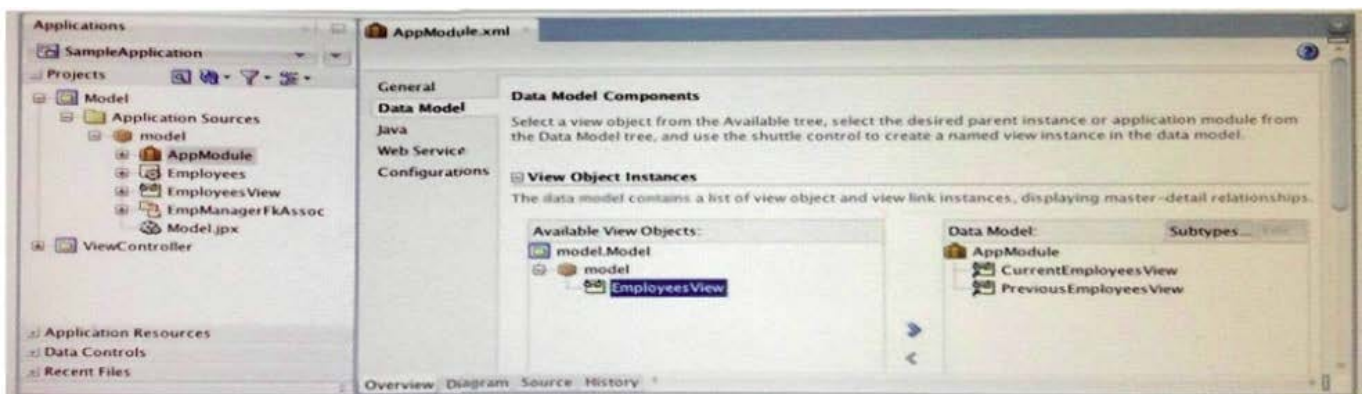 Applications
SampleApplication
Projects
Model
Application Sources
model
AppModule
Employees
EmployeesView
EmpManagerFkAssoc
Model.jpx
ViewController
Application Resources
Data Controls
Recent Files
AppModule.xml
General
Data Model
Java
Web Service
Configurations
Data Model Components
Select a view object from the Available tree, select the desired parent instance or application module from
the Data Model tree, and use the shuttle control to create a named view instance in the data model.
View Object Instances
The data model contains a list of view object and view link instances, displaying master-detail relationships.
Available View Objects:
model.Model
model
EmployeesView
Data Model:
Subtypes...
AppModule
CurrentEmployeesView
PreviousEmployeesView
Overview Diagram Source History